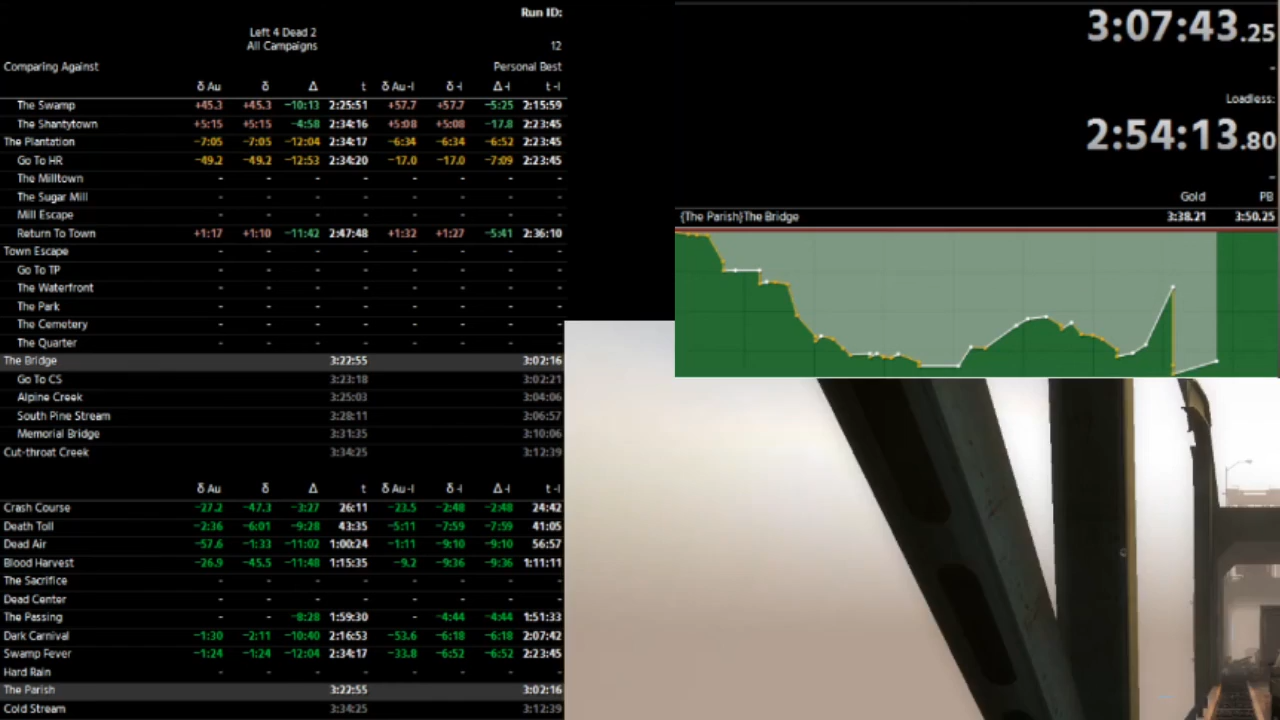 Run ID:
Left 4 Dead 2
All Campaigns
12
Comparing Against Personal Best
δ Au δ Δ t δ Au -l δ -l Δ -l t -l
The Swamp +45.3 +45.3 −10:13 2:25:51 +57.7 +57.7 −5:25 2:15:59
The Shantytown +5:15 +5:15 −4:58 2:34:16 +5:08 +5:08 −17.8 2:23:45
The Plantation −7:05 −7:05 −12:04 2:34:17 −6:34 −6:34 −6:52 2:23:45
Go To HR −49.2 −49.2 −12:53 2:34:20 −17.0 −17.0 −7:09 2:23:45
The Milltown - - - - - - - -
The Sugar Mill - - - - - - - -
Mill Escape - - - - - - - -
Return To Town +1:17 +1:10 −11:42 2:47:48 +1:32 +1:27 −5:41 2:36:10
Town Escape - - - - - - - -
Go To TP - - - - - - - -
The Waterfront - - - - - - - -
The Park - - - - - - - -
The Cemetery - - - - - - - -
The Quarter - - - - - - - -
The Bridge 3:22:55 3:02:16
Go To CS 3:23:18 3:02:21
Alpine Creek 3:25:03 3:04:06
South Pine Stream 3:28:11 3:06:57
Memorial Bridge 3:31:35 3:10:06
Cut-throat Creek 3:34:25 3:12:39
δ Au δ Δ t δ Au -l δ -l Δ -l t -l
Crash Course −27.2 −47.3 −3:27 26:11 −23.5 −2:48 −2:48 24:42
Death Toll −2:36 −6:01 −9:28 43:35 −5:11 −7:59 −7:59 41:05
Dead Air −57.6 −1:33 −11:02 1:00:24 −1:11 −9:10 −9:10 56:57
Blood Harvest −26.9 −45.5 −11:48 1:15:35 −9.2 −9:36 −9:36 1:11:11
The Sacrifice - - - - - - - -
Dead Center - - - - - - - -
The Passing - - −8:28 1:59:30 - −4:44 −4:44 1:51:33
Dark Carnival −1:30 −2:11 −10:40 2:16:53 −53.6 −6:18 −6:18 2:07:42
Swamp Fever −1:24 −1:24 −12:04 2:34:17 −33.8 −6:52 −6:52 2:23:45
Hard Rain - - - - - - - -
The Parish 3:22:55 3:02:16
Cold Stream 3:34:25 3:12:39
3:07:43.25
-
Loadless:
2:54:13.80
-
Gold PB
{The Parish}The Bridge 3:38.21 3:50.25